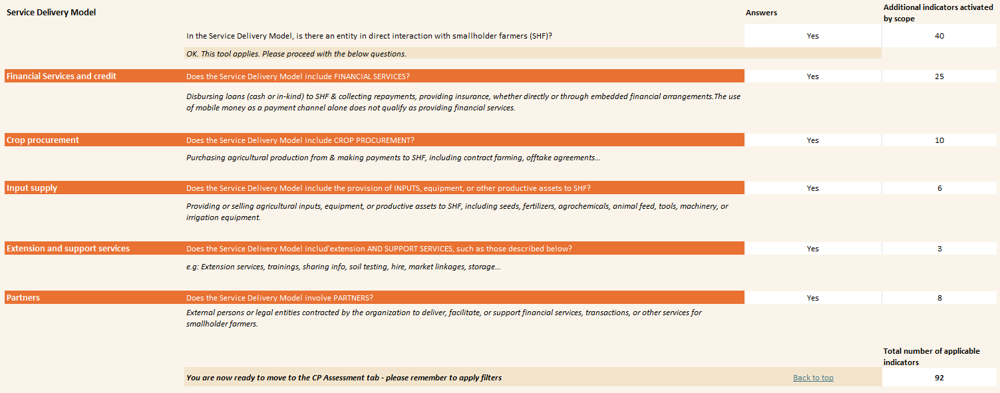 Service Delivery Model
Answers
Additional indicators activated
by scope
In the Service Delivery Model, is there an entity in direct interaction with smallholder farmers (SHF)?
Yes
40
OK. This tool applies. Please proceed with the below questions.
Financial Services and credit
Does the Service Delivery Model include FINANCIAL SERVICES?
Yes
25
Disbursing loans (cash or in-kind) to SHF & collecting repayments, providing insurance, whether directly or through embedded financial arrangements.The use
of mobile money as a payment channel alone does not qualify as providing financial services.
Crop procurement
Does the Service Delivery Model include CROP PROCUREMENT?
Yes
10
Purchasing agricultural production from & making payments to SHF, including contract farming, offtake agreements...
Input supply
Does the Service Delivery Model include the provision of INPUTS, equipment, or other productive assets to SHF?
Yes
6
Providing or selling agricultural inputs, equipment, or productive assets to SHF, including seeds, fertilizers, agrochemicals, animal feed, tools, machinery, or
irrigation equipment.
Extension and support services
Does the Service Delivery Model includ'extension AND SUPPORT SERVICES, such as those described below?
Yes
3
e.g: Extension services, trainings, sharing info, soil testing, hire, market linkages, storage...
Partners
Does the Service Delivery Model involve PARTNERS?
Yes
8
External persons or legal entities contracted by the organization to deliver, facilitate, or support financial services, transactions, or other services for
smallholder farmers.
Total number of applicable
indicators
You are now ready to move to the CP Assessment tab - please remember to apply filters
Back to top
92